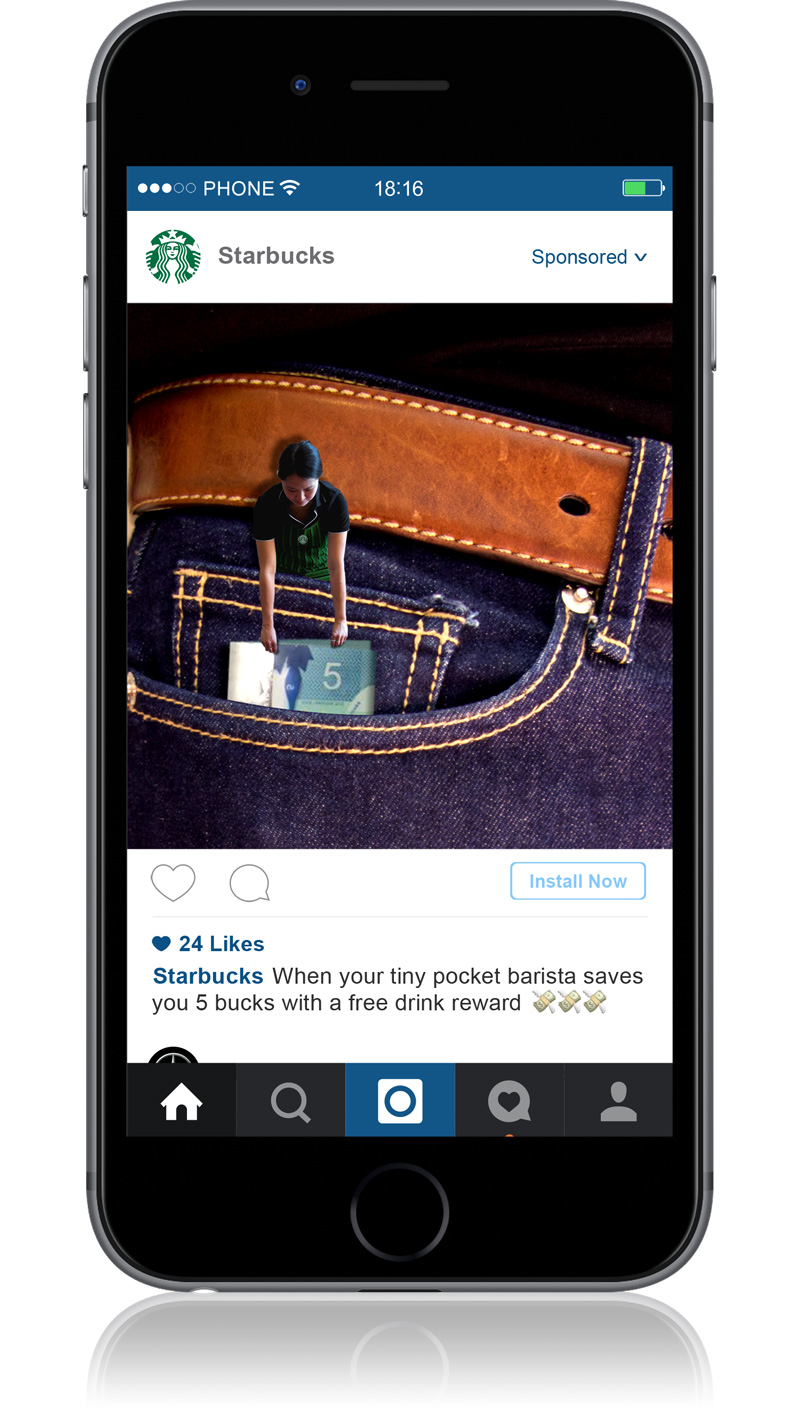 PHONE 18:16
Starbucks Sponsored
5
Install Now
24 Likes
Starbucks When your tiny pocket barista saves
you 5 bucks with a free drink reward 💸💸💸